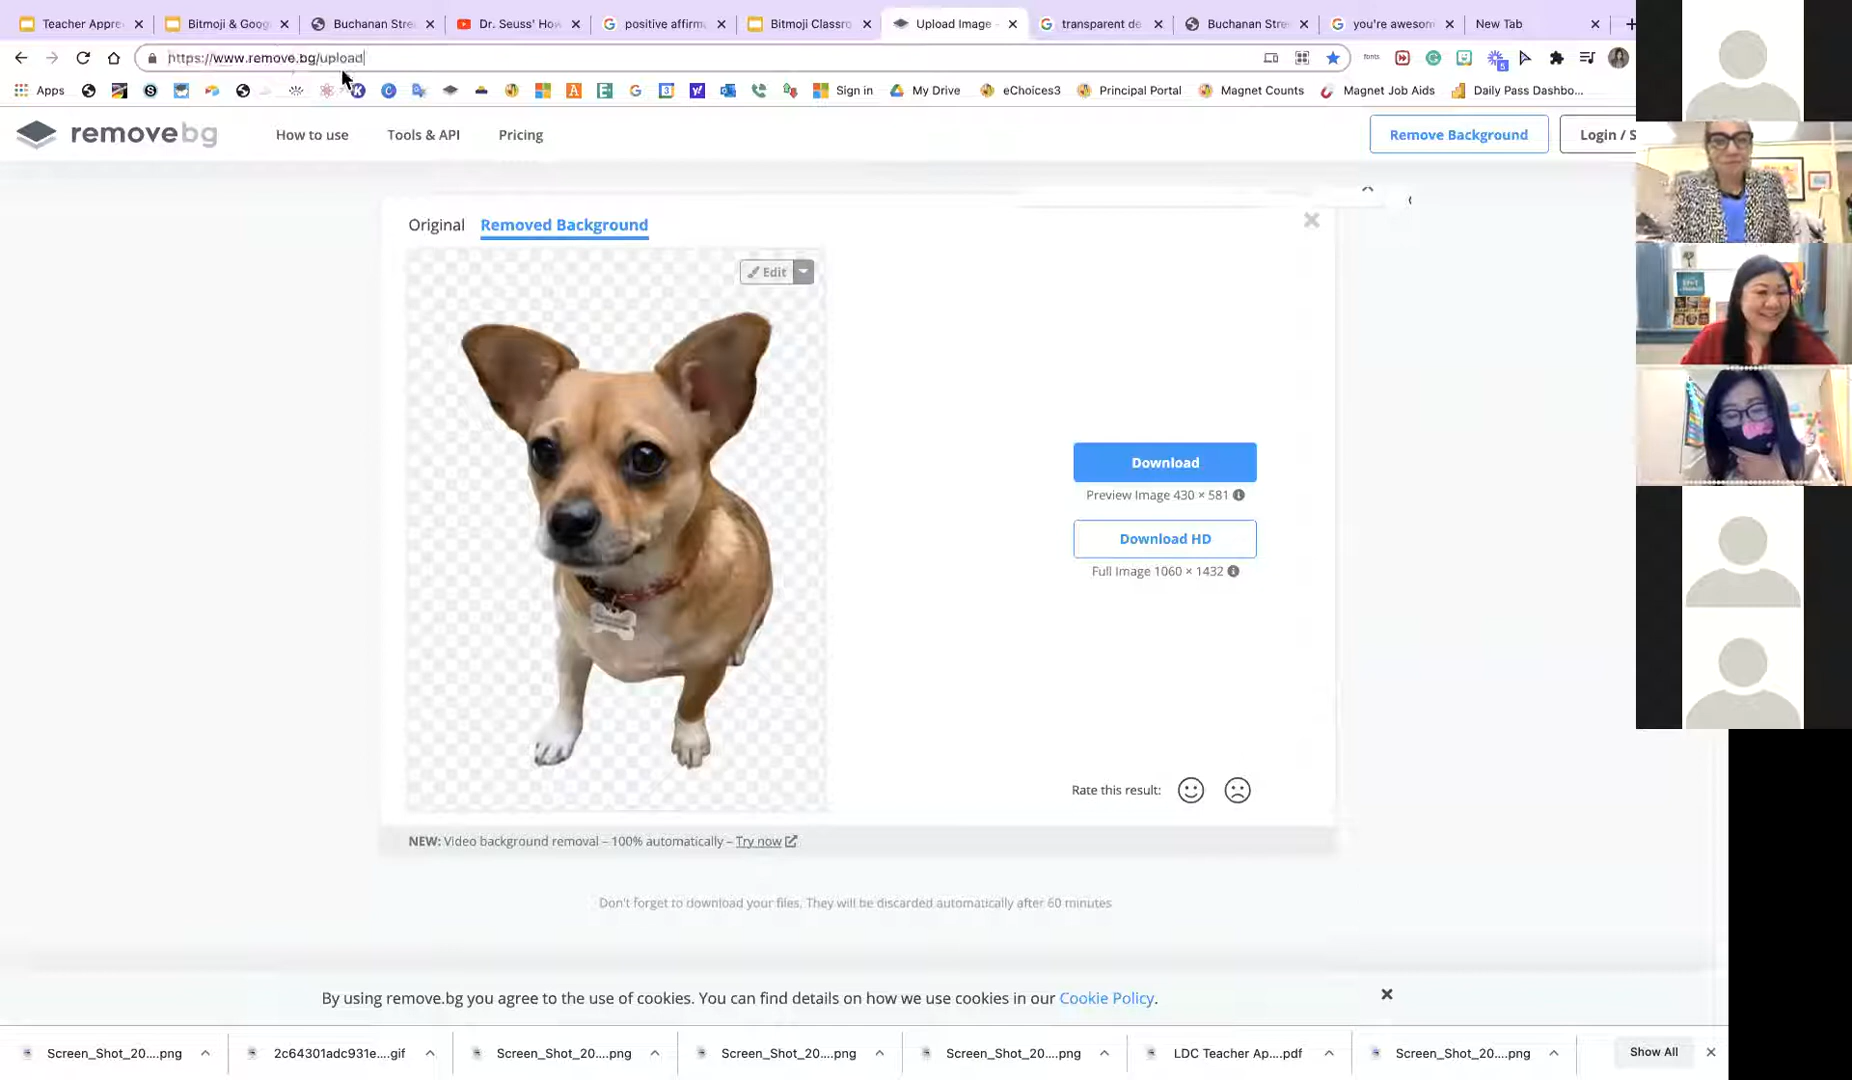 Teacher Appre
Bitmoji & Goog
Buchanan Stre
Dr. Seuss' How
positive affirm
Bitmoji Classro
Upload Image -
transparent de
Buchanan Stre
you're awesom
New Tab
https://www.remove.bg/upload
fonts
5
Apps
Sign in
My Drive
eChoices3
Principal Portal
Magnet Counts
Magnet Job Aids
Daily Pass Dashbo...
removebg
How to use
Tools & API
Pricing
Remove Background
Login / S
Original
Removed Background
Edit
Download
Preview Image 430 × 581
Download HD
Full Image 1060 × 1432
Rate this result:
NEW: Video background removal – 100% automatically – Try now
Don't forget to download your files. They will be discarded automatically after 60 minutes
By using remove.bg you agree to the use of cookies. You can find details on how we use cookies in our Cookie Policy.
Screen_Shot_20....png
2c64301adc931e....gif
Screen_Shot_20....png
Screen_Shot_20....png
Screen_Shot_20....png
LDC Teacher Ap....pdf
Screen_Shot_20....png
Show All